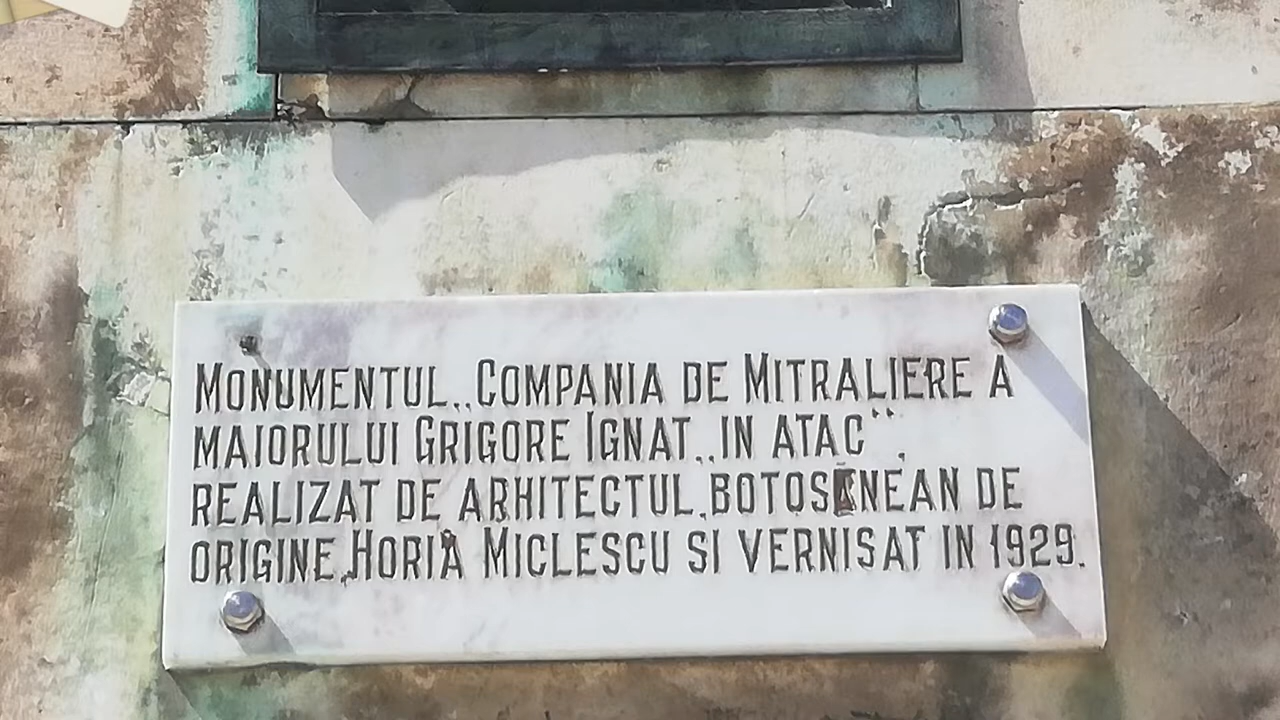 MONUMENTUL,,COMPANIA DE MITRALIERE A
MAIORULUI GRIGORE IGNAT,,IN ATAC``,
REALIZAT DE ARHITECTUL,BOTOSANEAN DE
ORIGINE,HORIA MICLESCU SI VERNISAT IN 1929.